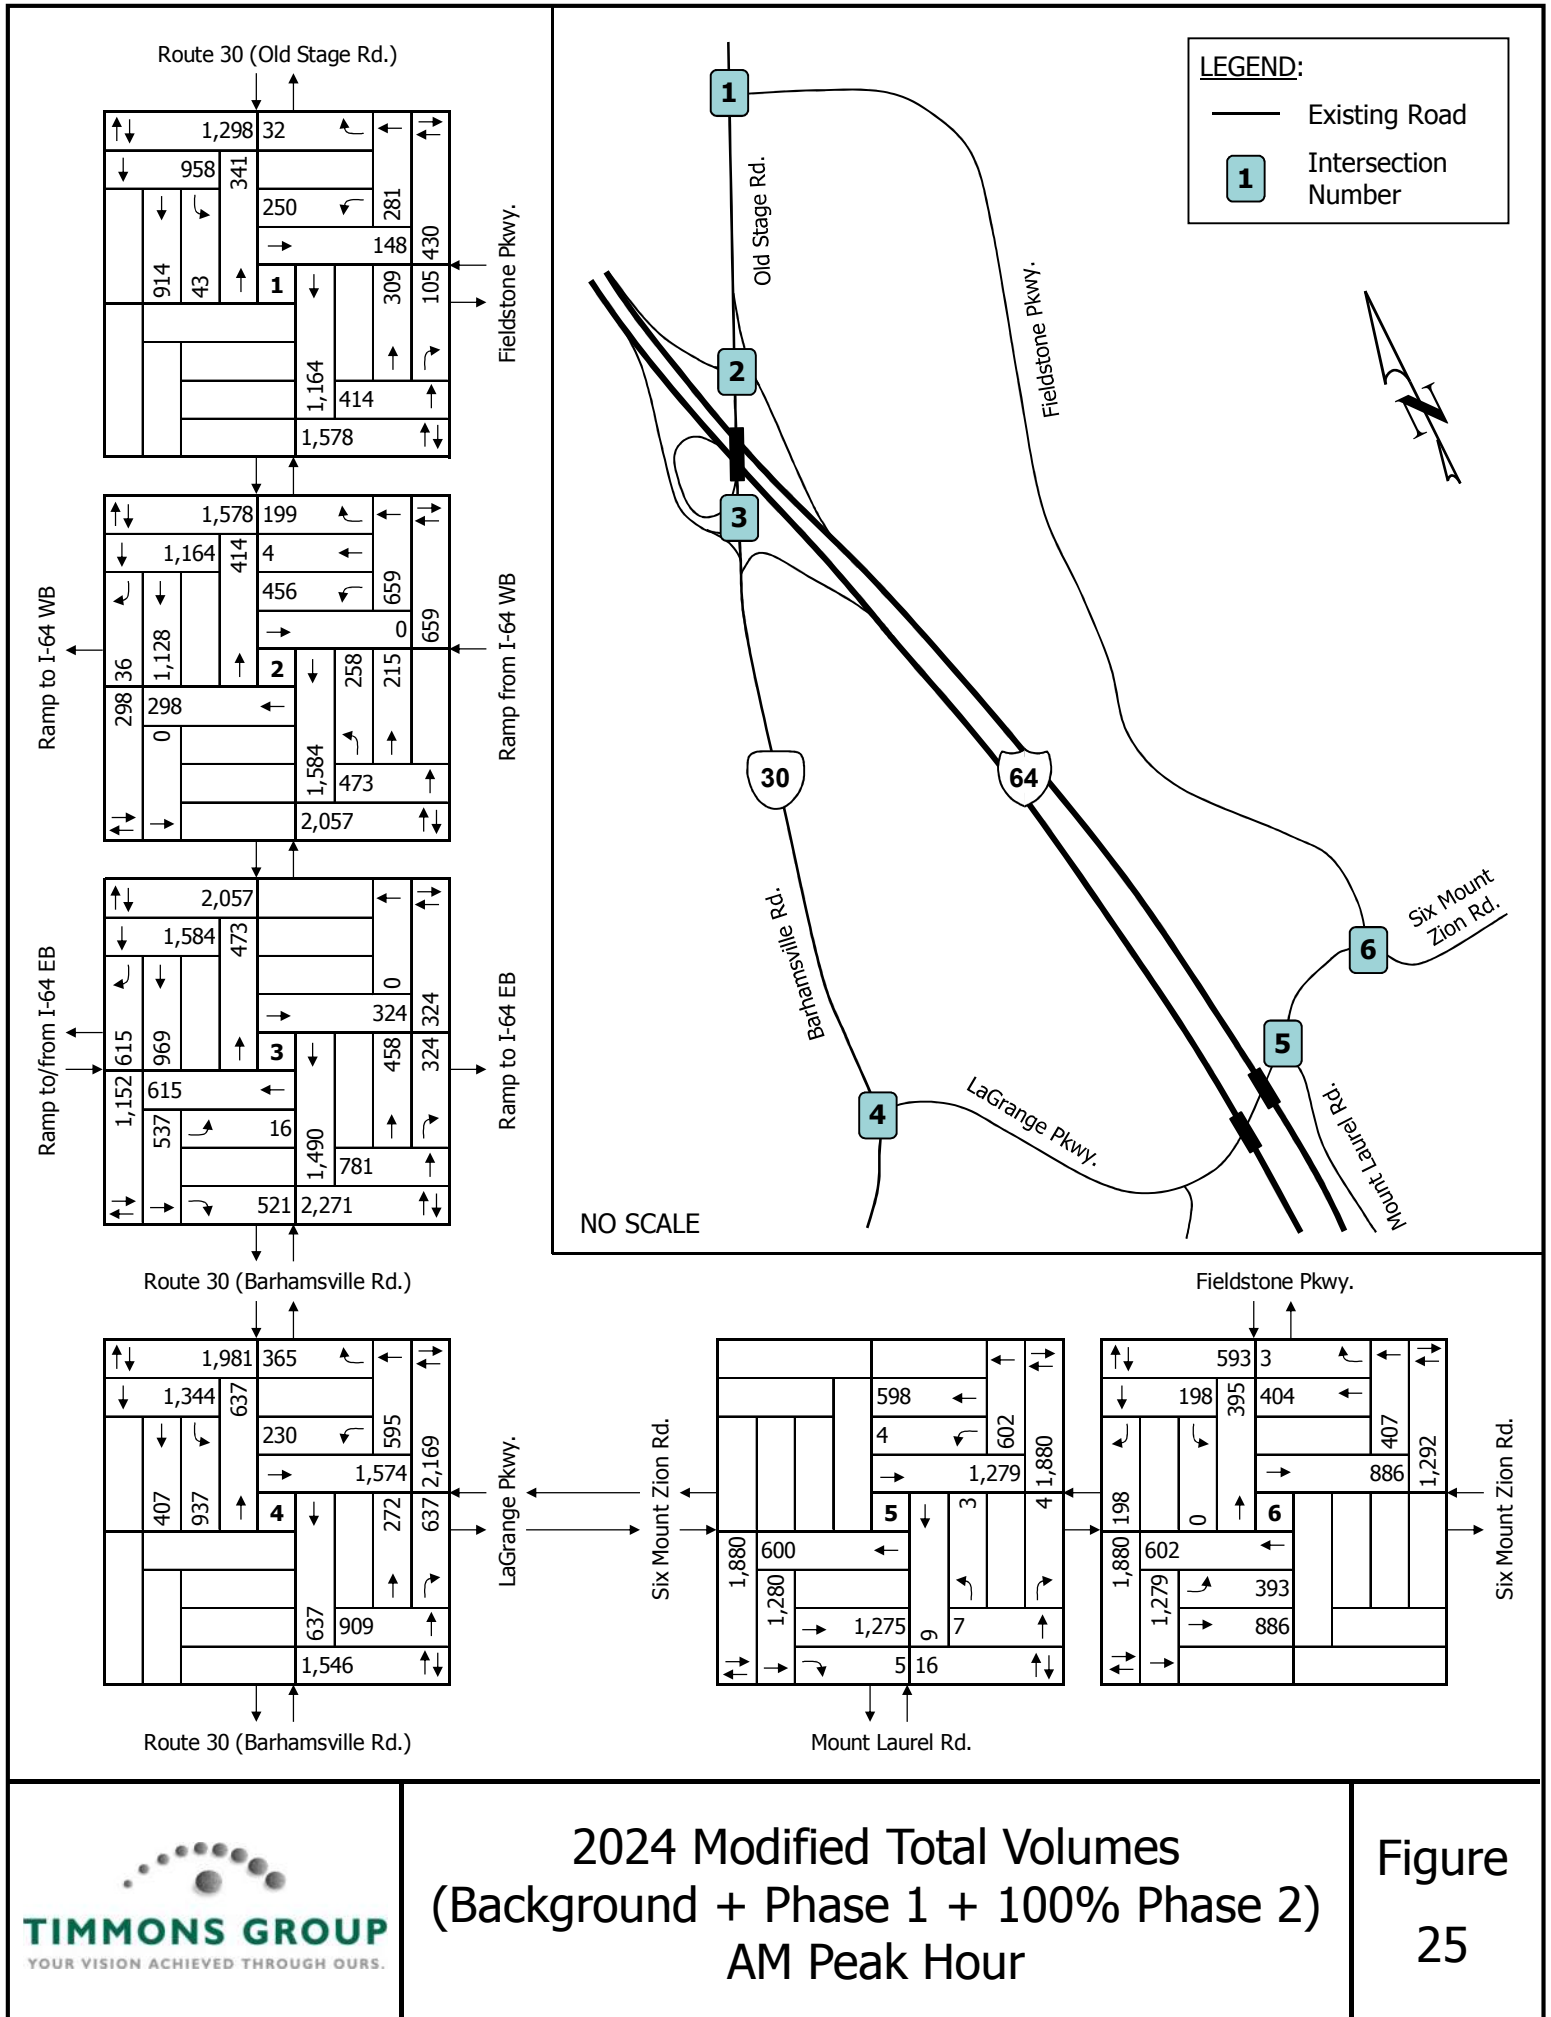 Route 30 (Old Stage Rd.)
1,298 32
958 341
250 281
148 430
914 43 1 309 105
Fieldstone Pkwy.
1,164
414
1,578
1,578 199
1,164 414 4
456 659
0 659
36 1,128 2 258 215
298 298
0
1,584
473
2,057
Ramp to I-64 WB
Ramp from I-64 WB
2,057
1,584 473
0
324 324
615 969 3 458 324
1,152 615
537 16
1,490
781
521 2,271
Ramp to/from I-64 EB
Ramp to I-64 EB
Route 30 (Barhamsville Rd.)
1,981 365
1,344 637
230 595
1,574 2,169
407 937 4 272 637
637 909
1,546
LaGrange Pkwy.
Route 30 (Barhamsville Rd.)
LEGEND:
Existing Road
1 Intersection
Number
1
Old Stage Rd.
Fieldstone Pkwy.
2
3
30
64
Barhamsville Rd.
Six Mount
Zion Rd.
6
5
4
LaGrange Pkwy.
Mount Laurel Rd.
N
NO SCALE
Six Mount Zion Rd.
598
4 602 1,880
1,279
5 3 4
1,880 600
1,280
1,275 9 7
5 16
Mount Laurel Rd.
Fieldstone Pkwy.
593 3
198 395 404
407 1,292
886
198 0 6
1,880 602
1,279 393
886
Six Mount Zion Rd.
TIMMONS GROUP
YOUR VISION ACHIEVED THROUGH OURS.
2024 Modified Total Volumes
(Background + Phase 1 + 100% Phase 2)
AM Peak Hour
Figure
25